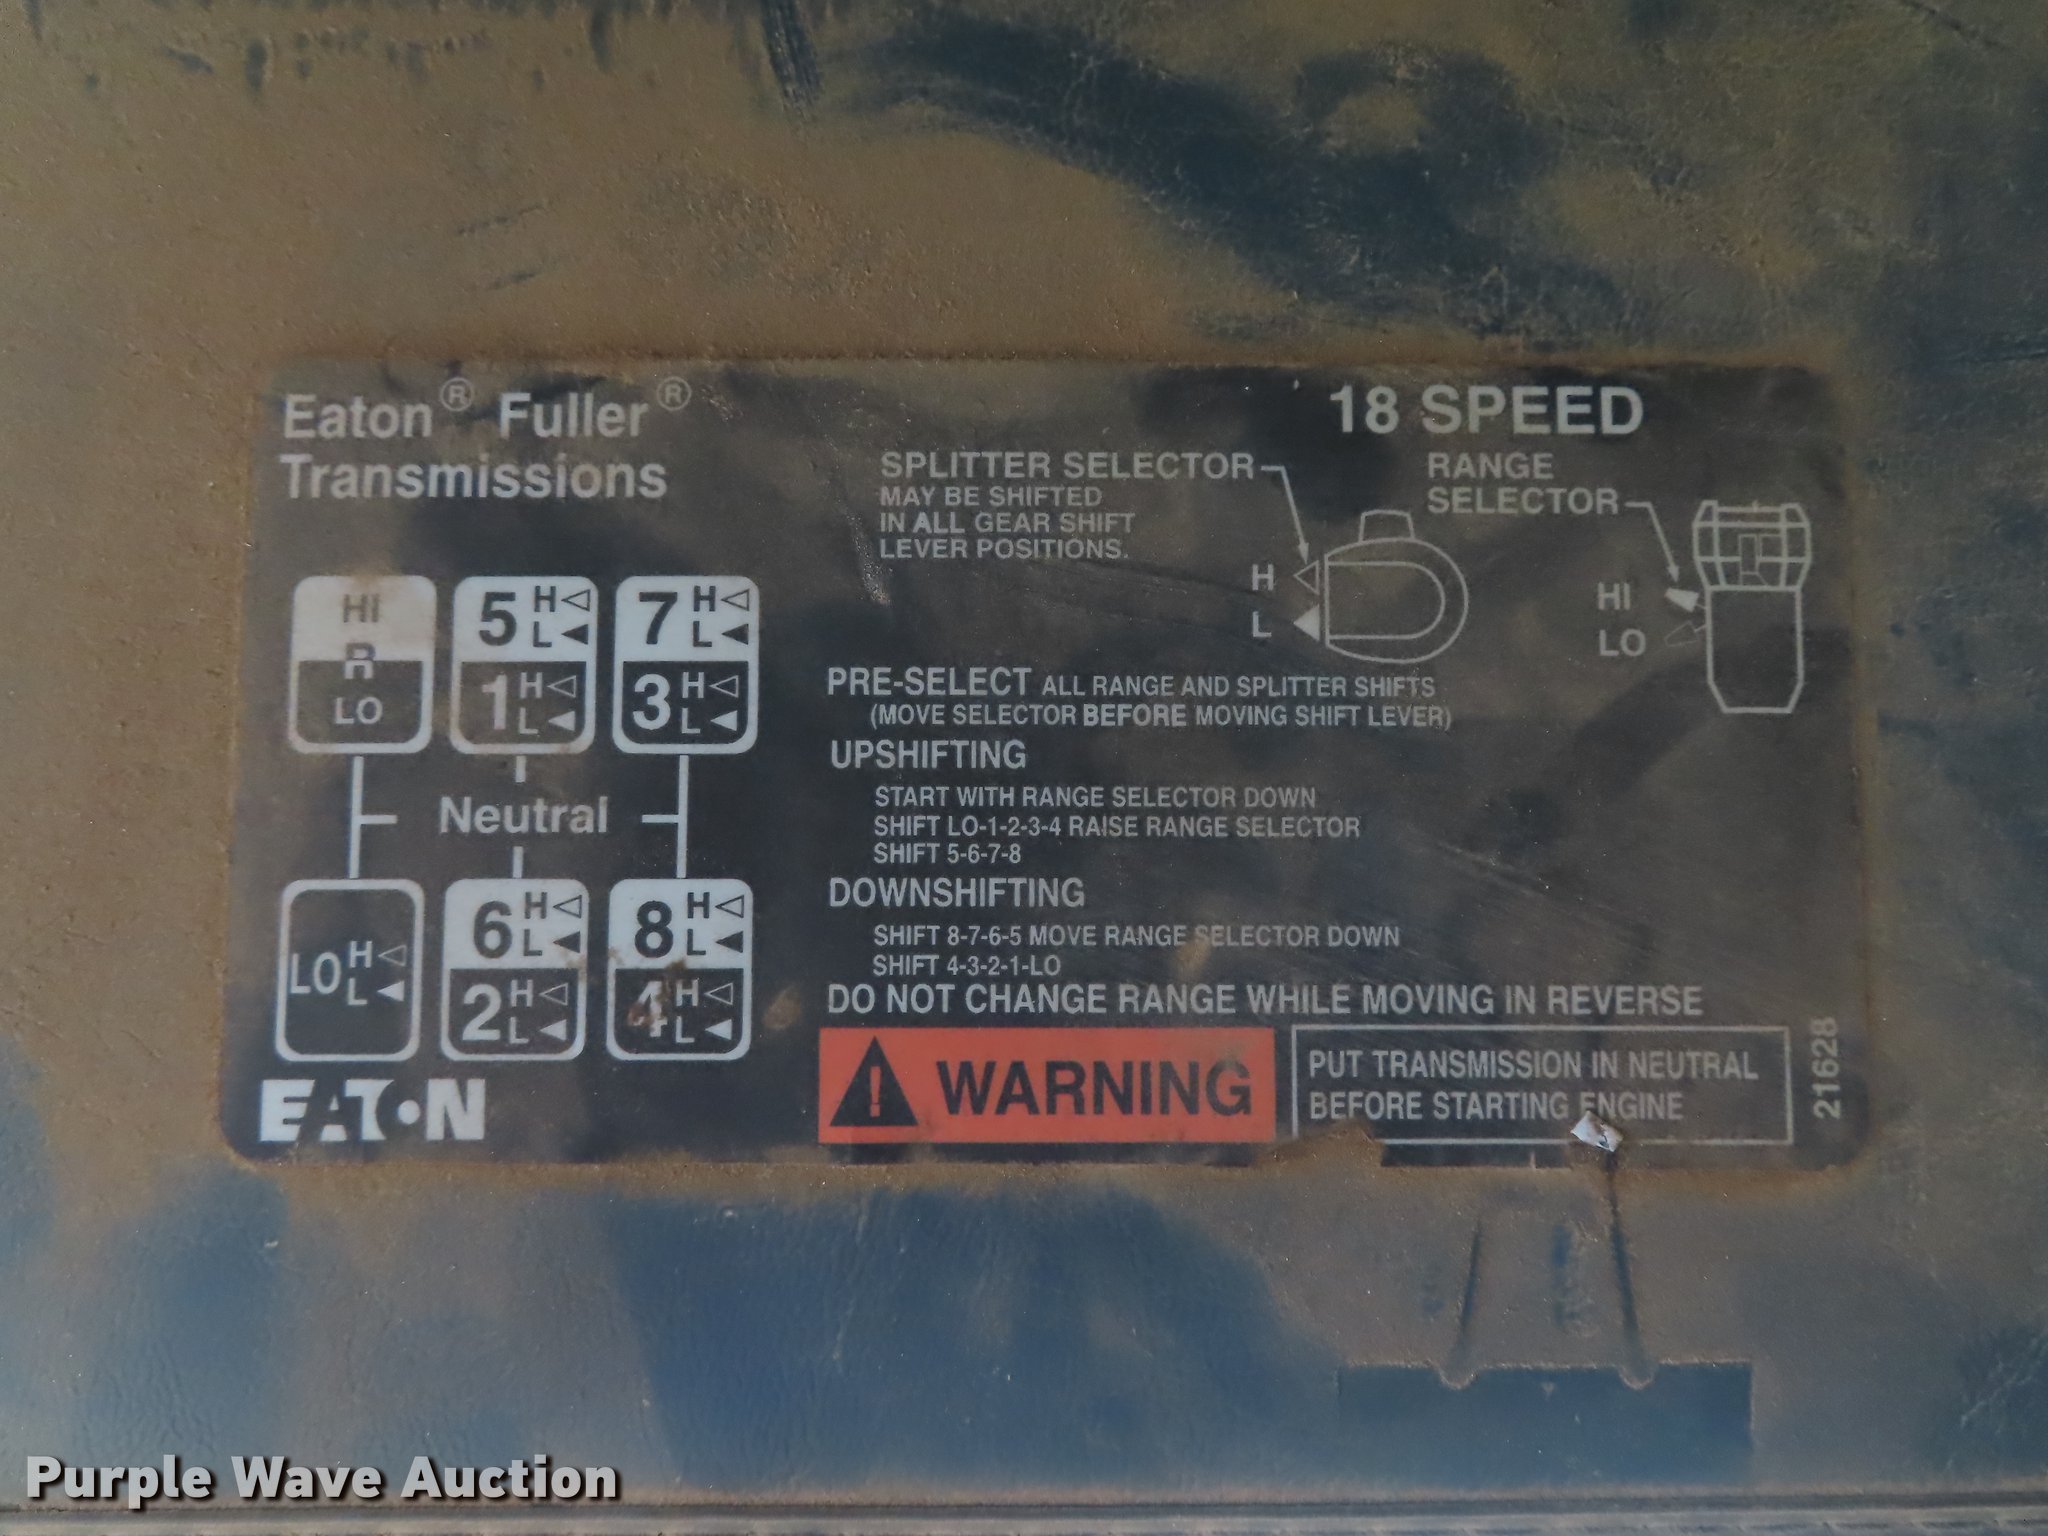 Eaton® Fuller®
Transmissions
18 SPEED
SPLITTER SELECTOR
MAY BE SHIFTED
IN ALL GEAR SHIFT
LEVER POSITIONS.
H
L
RANGE
SELECTOR
HI
LO
HI
R
LO
5 H L
1 H L
7 H L
3 H L
Neutral
LO H L
6 H L
2 H L
8 H L
4 H L
EATON
PRE-SELECT ALL RANGE AND SPLITTER SHIFTS
(MOVE SELECTOR BEFORE MOVING SHIFT LEVER)
UPSHIFTING
START WITH RANGE SELECTOR DOWN
SHIFT LO-1-2-3-4 RAISE RANGE SELECTOR
SHIFT 5-6-7-8
DOWNSHIFTING
SHIFT 8-7-6-5 MOVE RANGE SELECTOR DOWN
SHIFT 4-3-2-1-LO
DO NOT CHANGE RANGE WHILE MOVING IN REVERSE
WARNING
PUT TRANSMISSION IN NEUTRAL
BEFORE STARTING ENGINE
21628
Purple Wave Auction